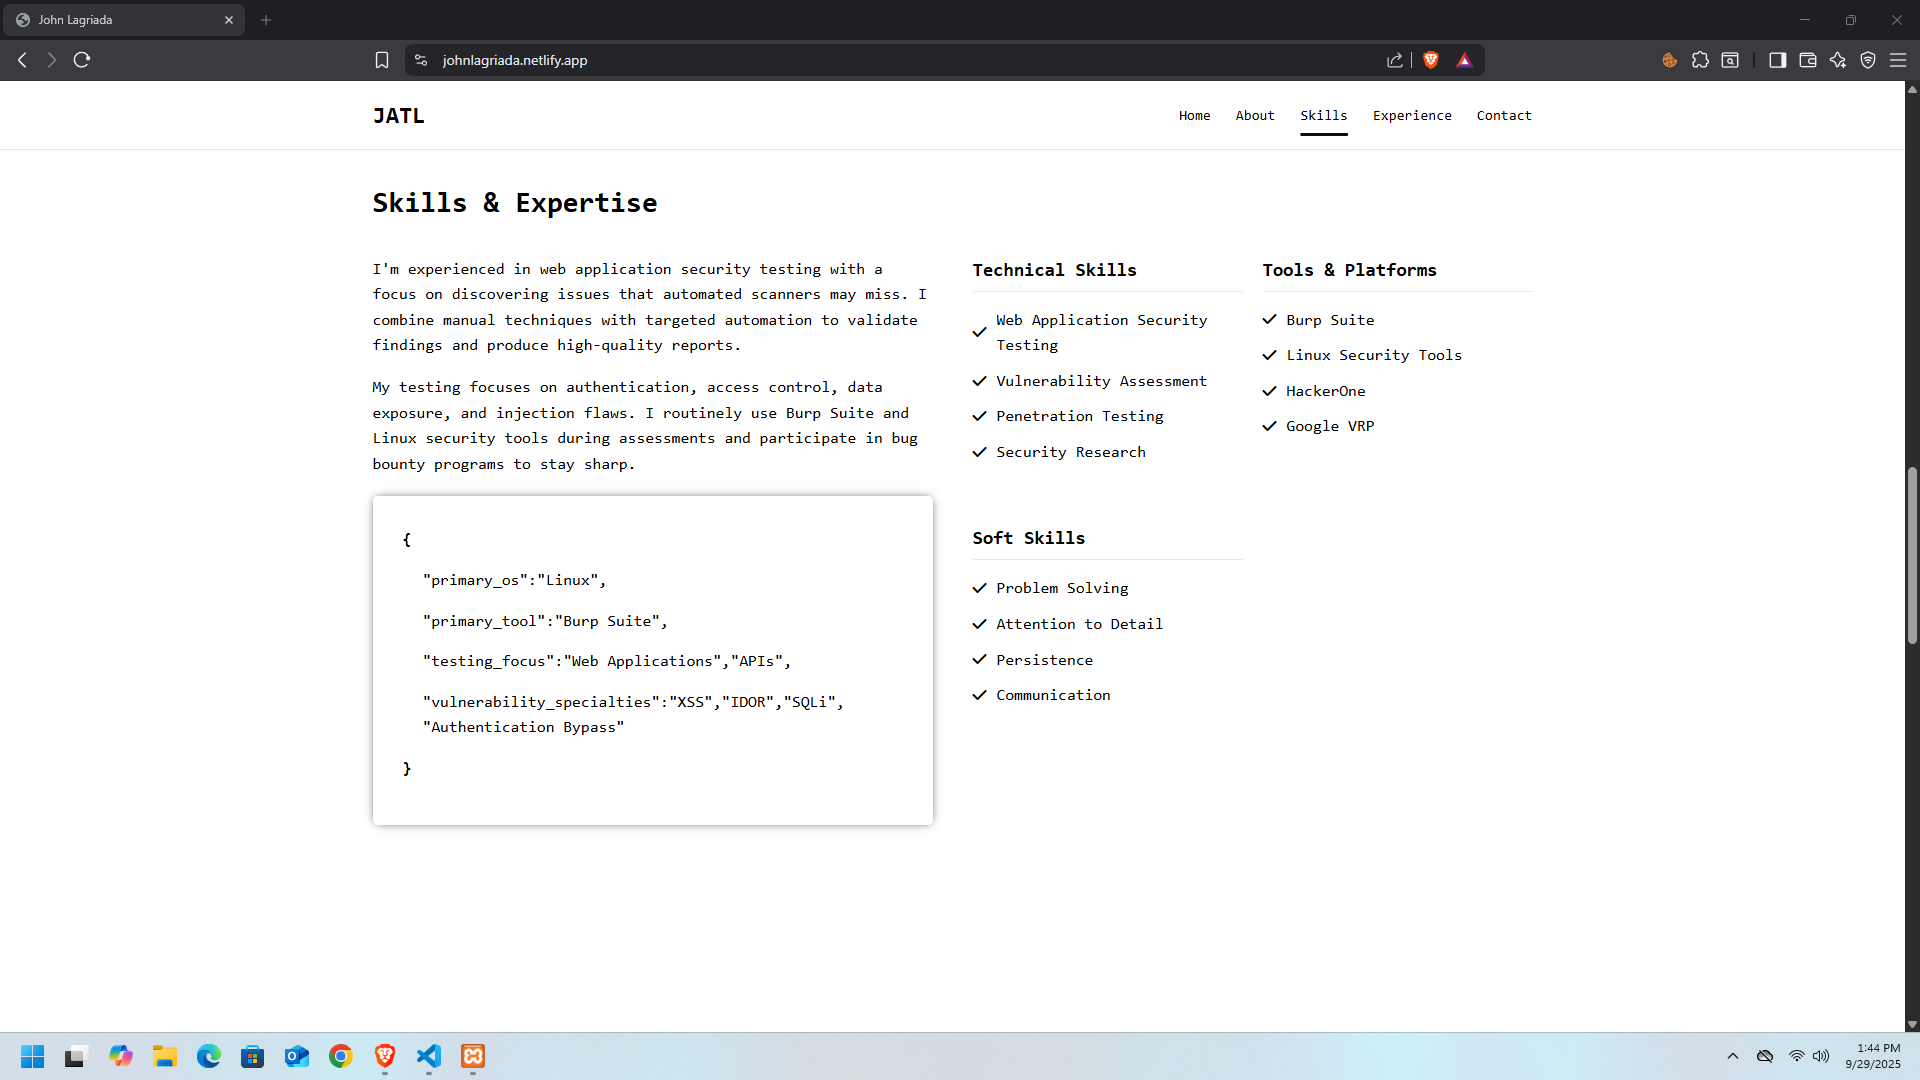 John Lagriada
johnlagriada.netlify.app
JATL
Home About Skills Experience Contact
Skills & Expertise
I'm experienced in web application security testing with a
focus on discovering issues that automated scanners may miss. I
combine manual techniques with targeted automation to validate
findings and produce high-quality reports.
My testing focuses on authentication, access control, data
exposure, and injection flaws. I routinely use Burp Suite and
Linux security tools during assessments and participate in bug
bounty programs to stay sharp.
{
"primary_os":"Linux",
"primary_tool":"Burp Suite",
"testing_focus":"Web Applications","APIs",
"vulnerability_specialties":"XSS","IDOR","SQLi",
"Authentication Bypass"
}
Technical Skills
Web Application Security
Testing
Vulnerability Assessment
Penetration Testing
Security Research
Tools & Platforms
Burp Suite
Linux Security Tools
HackerOne
Google VRP
Soft Skills
Problem Solving
Attention to Detail
Persistence
Communication
1:44 PM
9/29/2025